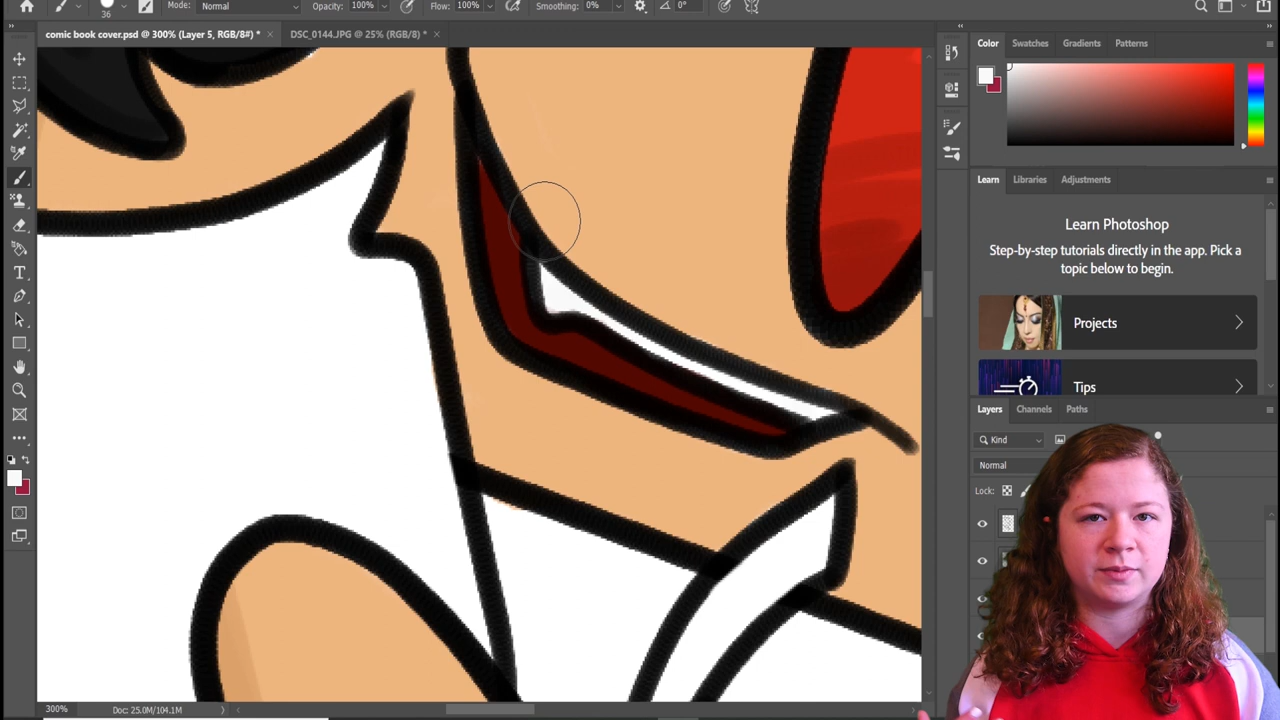 36
Mode: Normal
Opacity: 100%
Flow: 100%
Smoothing: 0%
0°
comic book cover.psd @ 300% (Layer 5, RGB/8#) *
DSC_0144.JPG @ 25% (RGB/8) *
Color
Swatches
Gradients
Patterns
Learn
Libraries
Adjustments
Learn Photoshop
Step-by-step tutorials directly in the app. Pick a
topic below to begin.
Projects
Tips
Layers
Channels
Paths
Kind
Normal
Lock:
300%
Doc: 25.0M/104.1M